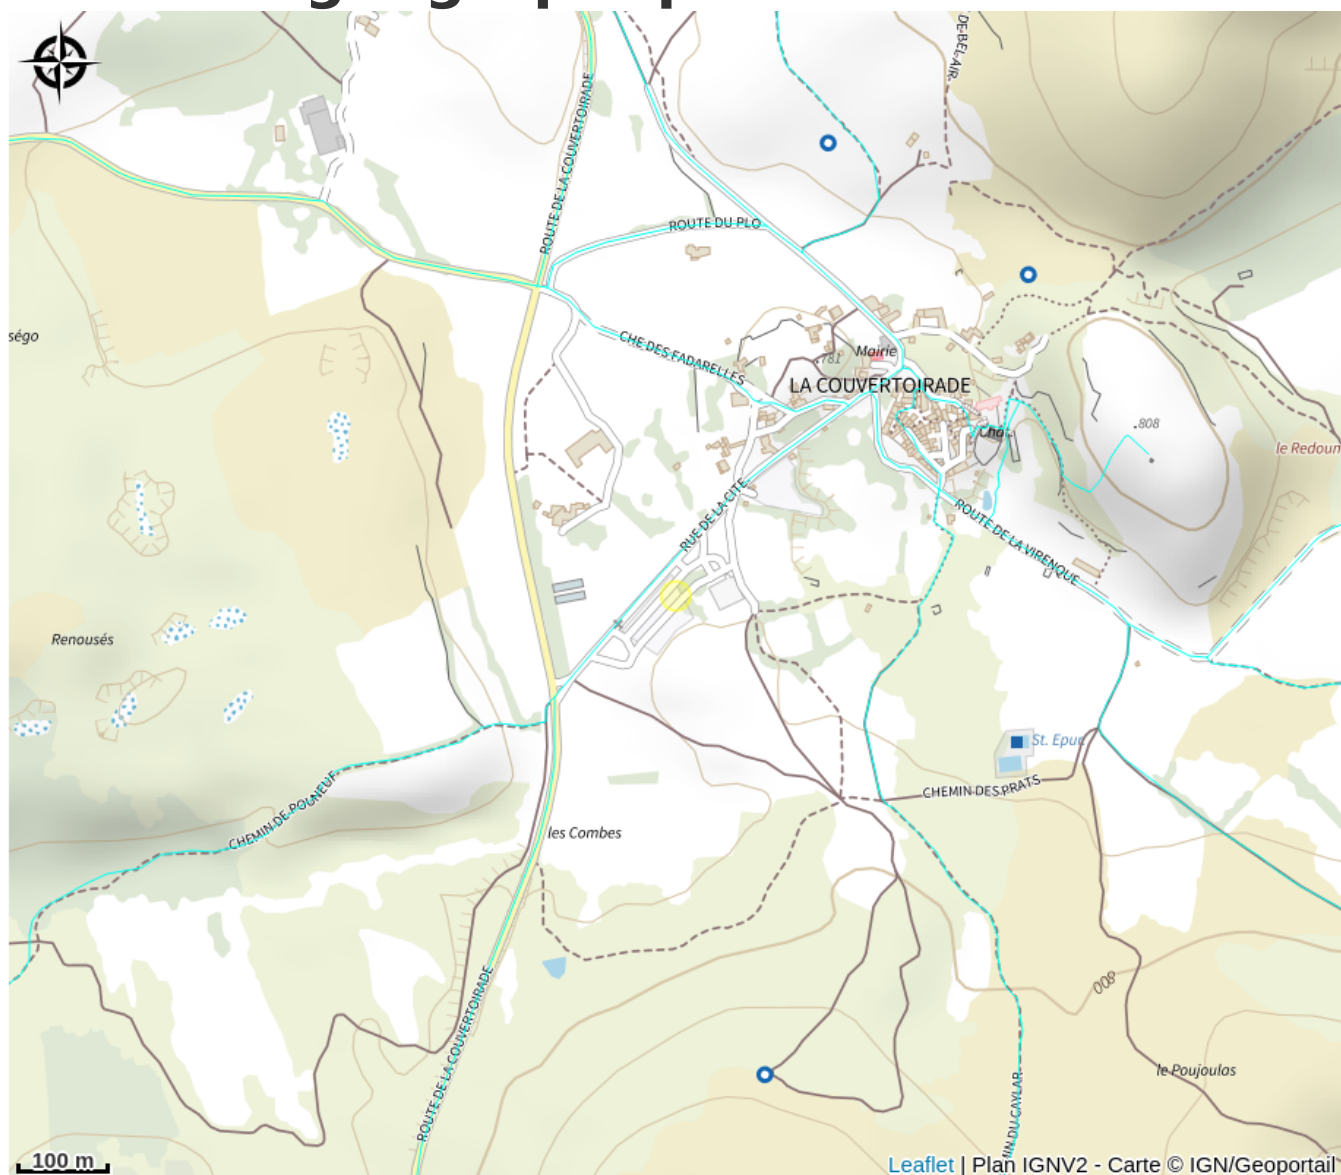 DE-BEL-AIR
ROUTE DE LA COUVERTOIRADE
ROUTE DU PLO
ségo
CHE DES FADARELLES
Mairie
781
LA COUVERTOIRADE
Chât
808
le Redoun
RUE DE LA CITE
ROUTE DE LA VIRENQUE
Renousés
St. Epur.
CHEMIN DES PRATS
CHEMIN DE POUNEUF
les Combes
800
ROUTE DE LA COUVERTOIRADE
le Poujoulas
MIN DU CAYLAR
100 m
Leaflet | Plan IGNV2 - Carte © IGN/Geoportail